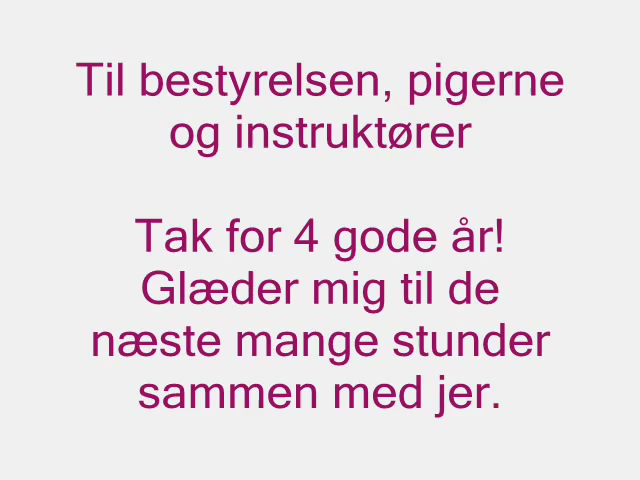 Til bestyrelsen, pigerne
og instruktører
Tak for 4 gode år!
Glæder mig til de
næste mange stunder
sammen med jer.